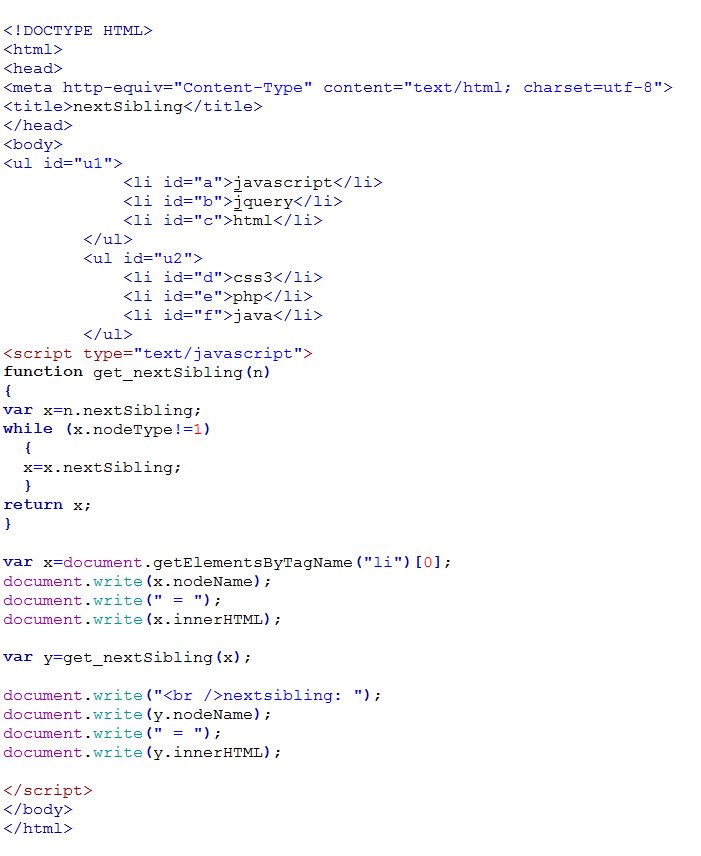 <!DOCTYPE HTML>
<html>
<head>
<meta http-equiv="Content-Type" content="text/html; charset=utf-8">
<title>nextSibling</title>
</head>
<body>
<ul id="u1">
            <li id="a">javascript</li>
            <li id="b">jquery</li>
            <li id="c">html</li>
        </ul>
        <ul id="u2">
            <li id="d">css3</li>
            <li id="e">php</li>
            <li id="f">java</li>
        </ul>
<script type="text/javascript">
function get_nextSibling(n)
{
var x=n.nextSibling;
while (x.nodeType!=1)
  {
  x=x.nextSibling;
  }
return x;
}

var x=document.getElementsByTagName("li")[0];
document.write(x.nodeName);
document.write(" = ");
document.write(x.innerHTML);

var y=get_nextSibling(x);

document.write("<br />nextsibling: ");
document.write(y.nodeName);
document.write(" = ");
document.write(y.innerHTML);

</script>
</body>
</html>